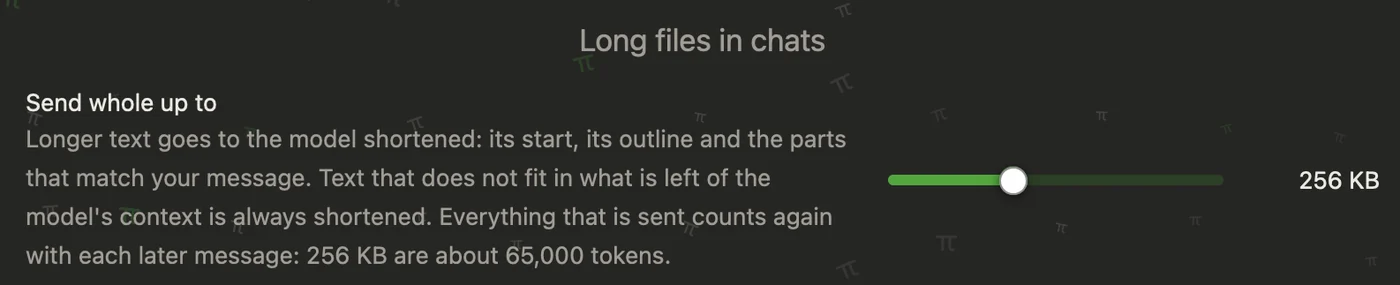 Long files in chats
Send whole up to
Longer text goes to the model shortened: its start, its outline and the parts
that match your message. Text that does not fit in what is left of the
model's context is always shortened. Everything that is sent counts again
with each later message: 256 KB are about 65,000 tokens.
256 KB